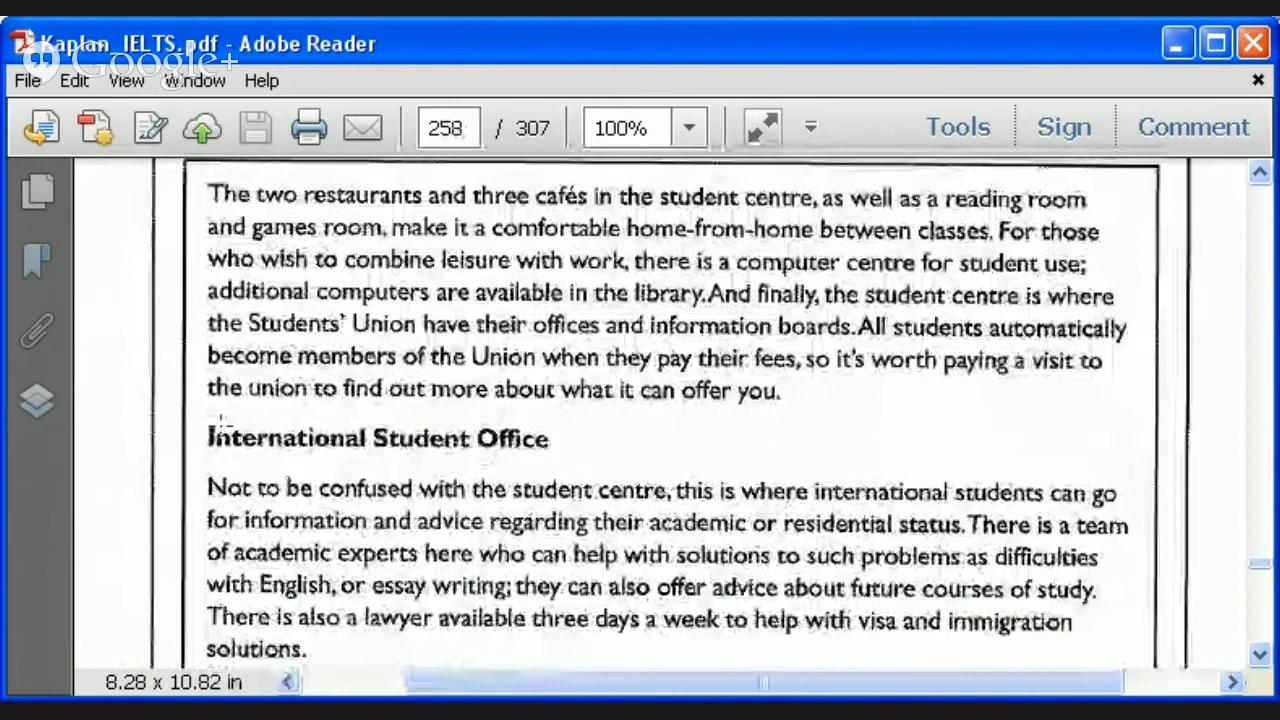 Kaplan_IELTS.pdf - Adobe Reader
Google+
File Edit View Window Help
258 / 307 100% Tools Sign Comment
The two restaurants and three cafés in the student centre, as well as a reading room
and games room, make it a comfortable home-from-home between classes. For those
who wish to combine leisure with work, there is a computer centre for student use;
additional computers are available in the library. And finally, the student centre is where
the Students' Union have their offices and information boards. All students automatically
become members of the Union when they pay their fees, so it's worth paying a visit to
the union to find out more about what it can offer you.
International Student Office
Not to be confused with the student centre, this is where international students can go
for information and advice regarding their academic or residential status. There is a team
of academic experts here who can help with solutions to such problems as difficulties
with English, or essay writing; they can also offer advice about future courses of study.
There is also a lawyer available three days a week to help with visa and immigration
solutions.
8.28 x 10.82 in